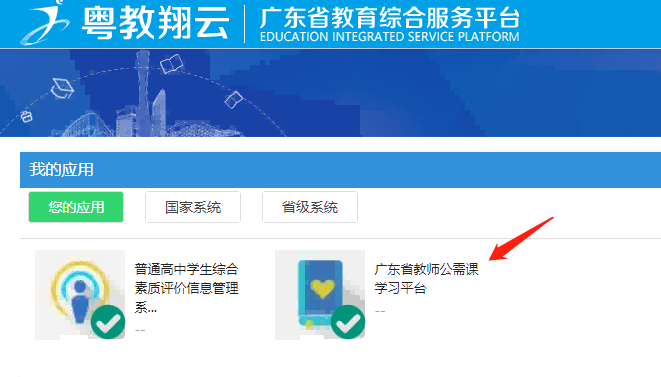 粤教翔云
广东省教育综合服务平台
EDUCATION INTEGRATED SERVICE PLATFORM
我的应用
您的应用
国家系统
省级系统
普通高中学生综合
素质评价信息管理
系...
--
广东省教师公需课
学习平台
--